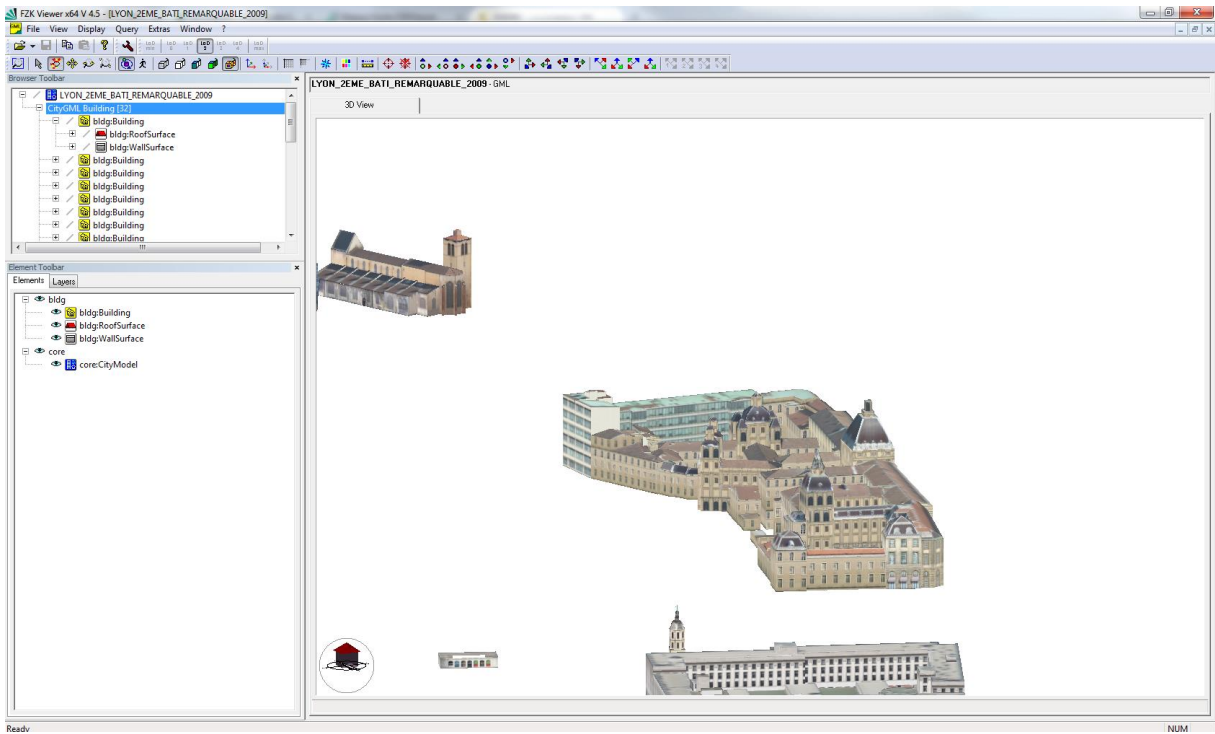 FZK Viewer x64 V 4.5 - [LYON_2EME_BATI_REMARQUABLE_2009]
File View Display Query Extras Window ?
Browser Toolbar
LYON_2EME_BATI_REMARQUABLE_2009
CityGML Building [32]
bldg:Building
bldg:RoofSurface
bldg:WallSurface
bldg:Building
bldg:Building
bldg:Building
bldg:Building
bldg:Building
bldg:Building
bldg:Building
Element Toolbar
Elements Layers
bldg
bldg:Building
bldg:RoofSurface
bldg:WallSurface
core
core:CityModel
LYON_2EME_BATI_REMARQUABLE_2009 - GML
3D View
Ready
NUM